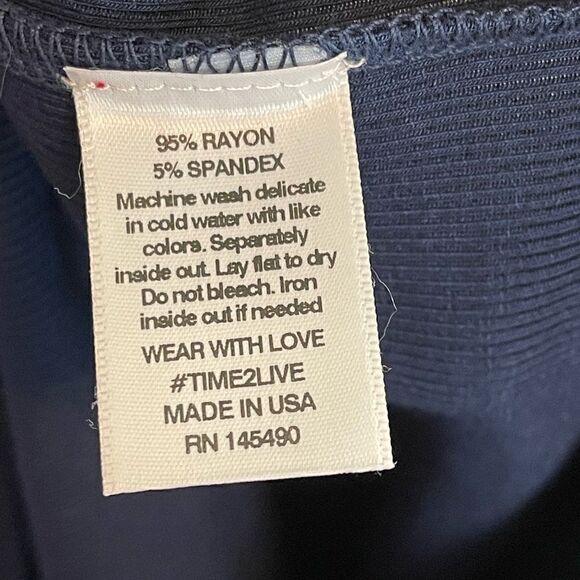 95% RAYON
5% SPANDEX
Machine wash delicate
in cold water with like
colors. Separately
inside out. Lay flat to dry
Do not bleach. Iron
inside out if needed
WEAR WITH LOVE
#TIME2LIVE
MADE IN USA
RN 145490